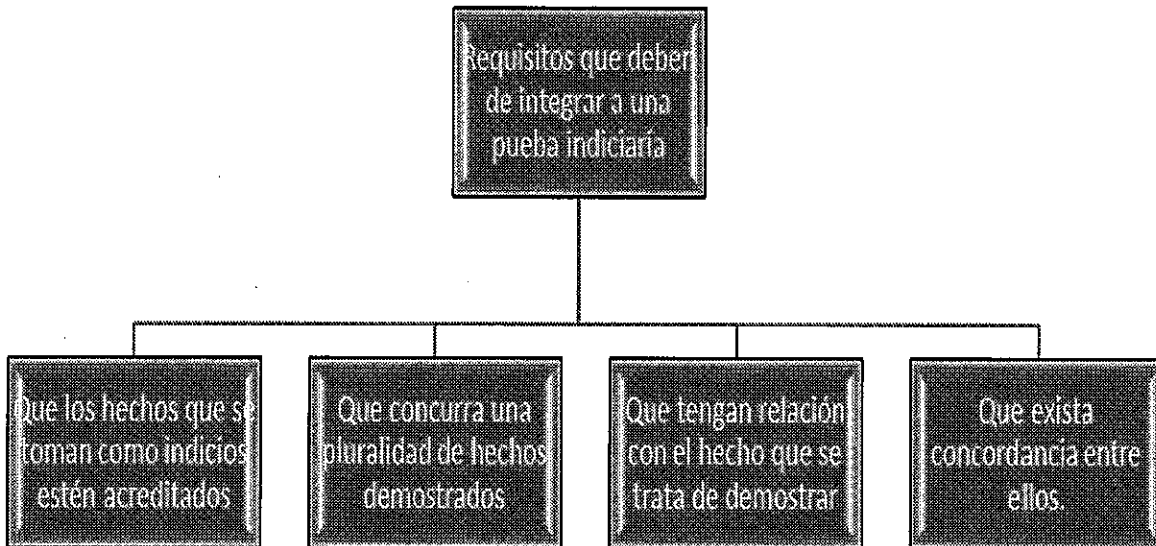 Requisitos que deben
de integrar a una
pueba indiciaría
Que los hechos que se
toman como indicios
estén acreditados
Que concurra una
pluralidad de hechos
demostrados
Que tengan relación
con el hecho que se
trata de demostrar
Que exista
concordancia entre
ellos.